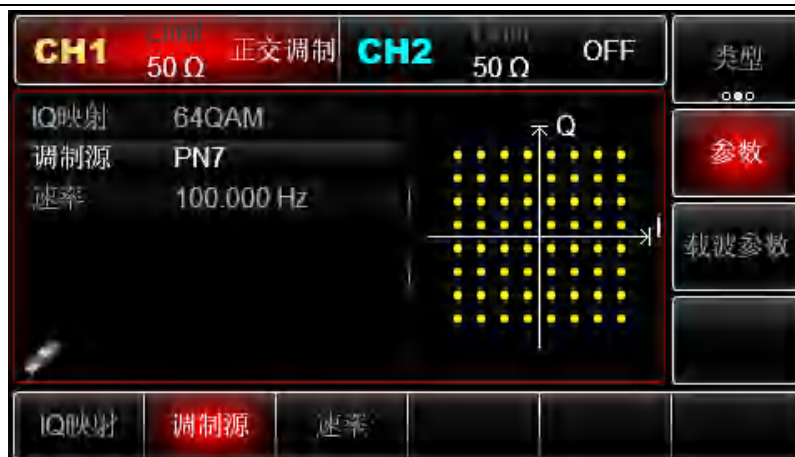 CH1 Limit 50 Ω 正交调制 CH2 Limit 50 Ω OFF
类型
IQ映射 64QAM
调制源 PN7
速率 100.000 Hz
Q
I
参数
载波参数
IQ映射 调制源 速率